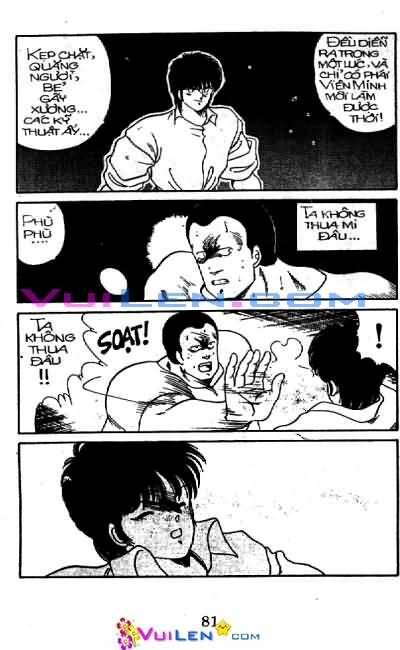 KẸP CHẶT,
QUĂNG
NGƯỜI,
BẺ
GÃY
XƯƠNG...
CÁC KỸ
THUẬT ẤY...
ĐỀU DIỄN
RA TRONG
MỘT LÚC, VÀ
CHỈ CÓ PHÁI
VIÊN MINH
MỚI LÀM
ĐƯỢC
THÔI!
PHÙ
PHÙ
....
TA KHÔNG
THUA MI
ĐÂU...
VUILEN.COM
TA
KHÔNG
THUA
ĐÂU
!!
SOẠT!
!
81
VUILEN.COM